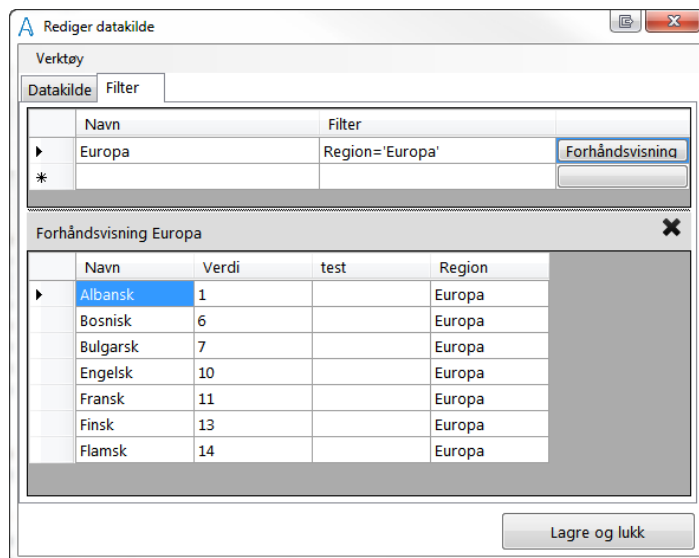 Rediger datakilde
Verktøy
Datakilde Filter
Navn Filter
Europa Region='Europa' Forhåndsvisning
Forhåndsvisning Europa
Navn Verdi test Region
Albansk 1 Europa
Bosnisk 6 Europa
Bulgarsk 7 Europa
Engelsk 10 Europa
Fransk 11 Europa
Finsk 13 Europa
Flamsk 14 Europa
Lagre og lukk